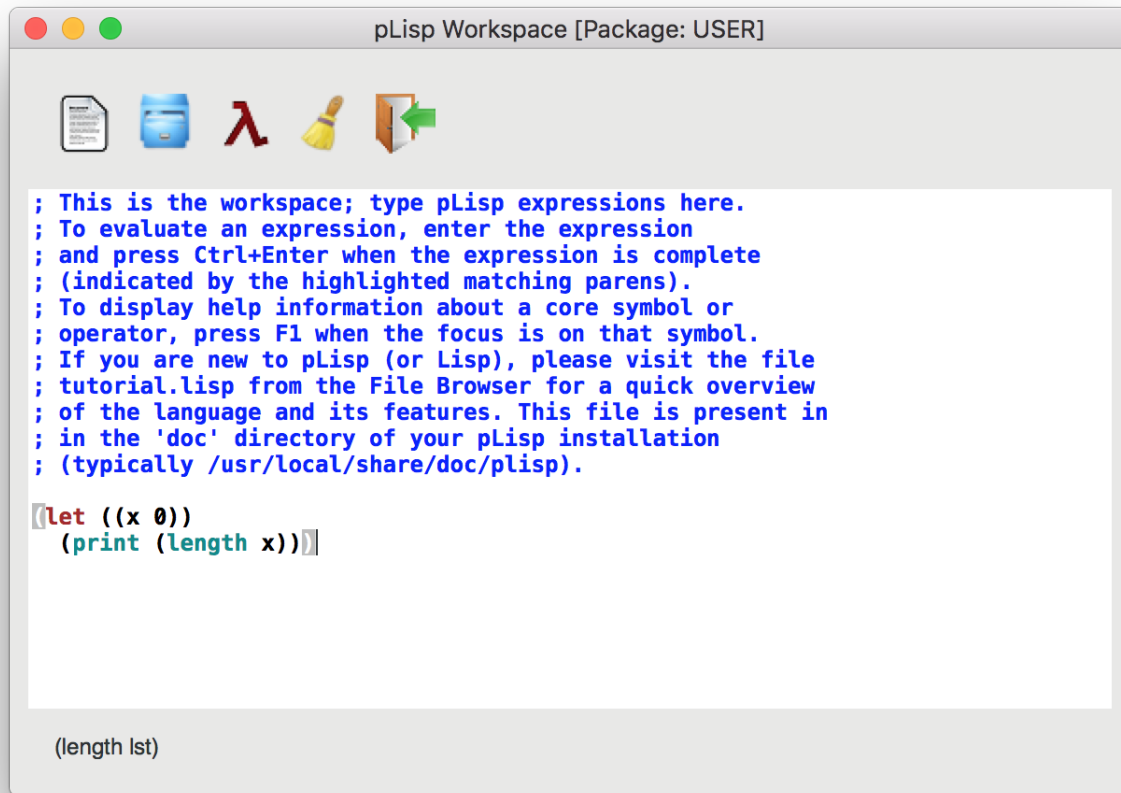 pLisp Workspace [Package: USER]
; This is the workspace; type pLisp expressions here.
; To evaluate an expression, enter the expression
; and press Ctrl+Enter when the expression is complete
; (indicated by the highlighted matching parens).
; To display help information about a core symbol or
; operator, press F1 when the focus is on that symbol.
; If you are new to pLisp (or Lisp), please visit the file
; tutorial.lisp from the File Browser for a quick overview
; of the language and its features. This file is present in
; in the 'doc' directory of your pLisp installation
; (typically /usr/local/share/doc/plisp).
(let ((x 0))
  (print (length x)))
(length lst)